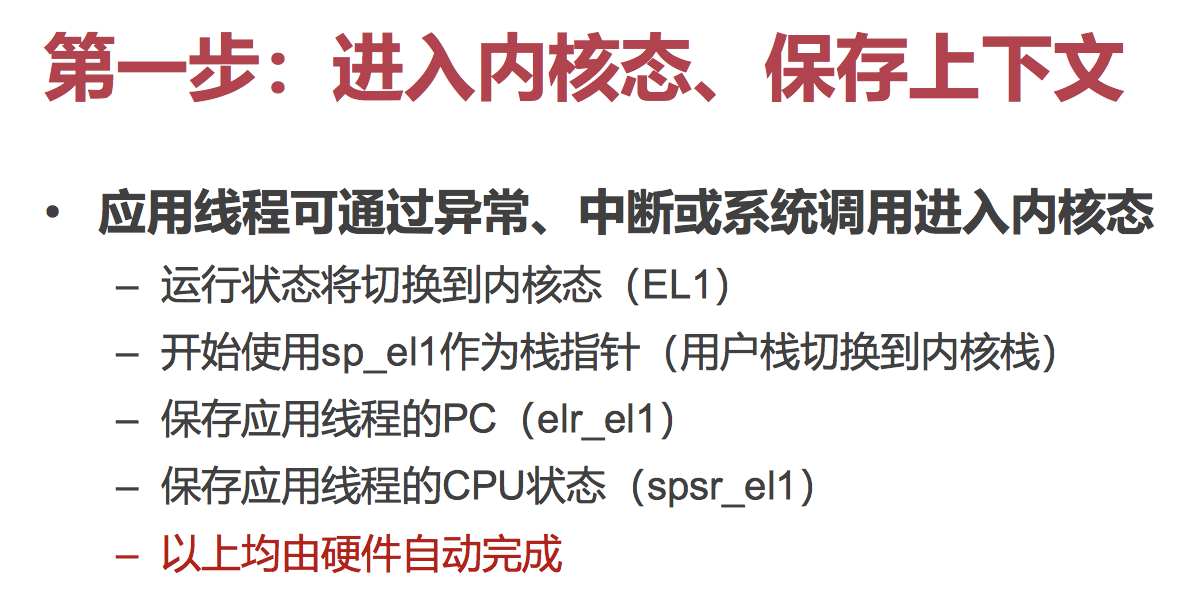 第一步：进入内核态、保存上下文
• 应用线程可通过异常、中断或系统调用进入内核态
– 运行状态将切换到内核态（EL1）
– 开始使用sp_el1作为栈指针（用户栈切换到内核栈）
– 保存应用线程的PC（elr_el1）
– 保存应用线程的CPU状态（spsr_el1）
– 以上均由硬件自动完成